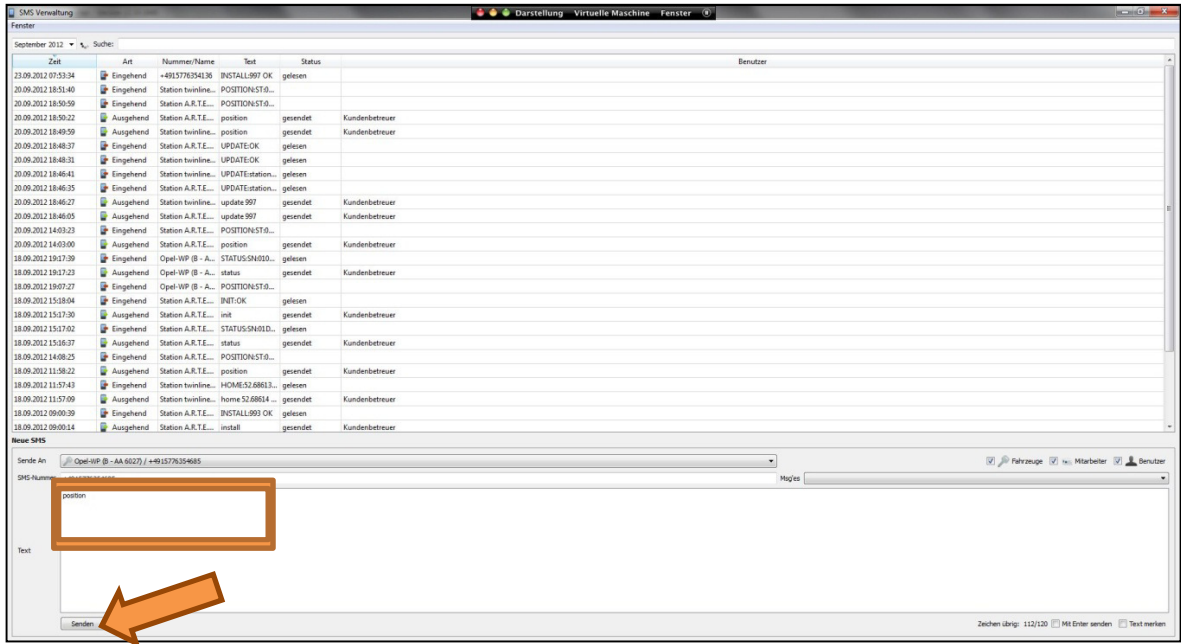 SMS Verwaltung
Darstellung Virtuelle Maschine Fenster
Fenster
September 2012 Suche:
Zeit Art Nummer/Name Text Status Benutzer
23.09.2012 07:53:34 Eingehend +4915776354136 INSTALL:997 OK gelesen
20.09.2012 18:51:40 Eingehend Station twinline... POSITION:ST:0...
20.09.2012 18:50:59 Eingehend Station A.R.T.E.... POSITION:ST:0...
20.09.2012 18:50:22 Ausgehend Station A.R.T.E.... position gesendet Kundenbetreuer
20.09.2012 18:49:59 Ausgehend Station twinline... position gesendet Kundenbetreuer
20.09.2012 18:48:37 Eingehend Station A.R.T.E.... UPDATE:OK gelesen
20.09.2012 18:48:31 Eingehend Station twinline... UPDATE:OK gelesen
20.09.2012 18:46:41 Eingehend Station twinline... UPDATE:station... gelesen
20.09.2012 18:46:35 Eingehend Station A.R.T.E.... UPDATE:station... gelesen
20.09.2012 18:46:27 Ausgehend Station twinline... update 997 gesendet Kundenbetreuer
20.09.2012 18:46:05 Ausgehend Station A.R.T.E.... update 997 gesendet Kundenbetreuer
20.09.2012 14:03:23 Eingehend Station A.R.T.E.... POSITION:ST:0...
20.09.2012 14:03:00 Ausgehend Station A.R.T.E.... position gesendet Kundenbetreuer
18.09.2012 19:17:39 Eingehend Opel-WP (B - A... STATUS:SN:010... gelesen
18.09.2012 19:17:23 Ausgehend Opel-WP (B - A... status gesendet Kundenbetreuer
18.09.2012 19:07:27 Eingehend Opel-WP (B - A... POSITION:ST:0...
18.09.2012 15:18:04 Eingehend Station A.R.T.E.... INIT:OK gelesen
18.09.2012 15:17:30 Ausgehend Station A.R.T.E.... init gesendet Kundenbetreuer
18.09.2012 15:17:02 Eingehend Station A.R.T.E.... STATUS:SN:01D... gelesen
18.09.2012 15:16:37 Ausgehend Station A.R.T.E.... status gesendet Kundenbetreuer
18.09.2012 14:08:25 Eingehend Station A.R.T.E.... POSITION:ST:0...
18.09.2012 11:58:22 Ausgehend Station A.R.T.E.... position gesendet Kundenbetreuer
18.09.2012 11:57:43 Eingehend Station twinline... HOME:52.68613... gelesen
18.09.2012 11:57:09 Ausgehend Station twinline... home 52.68614 ... gesendet Kundenbetreuer
18.09.2012 09:00:39 Eingehend Station A.R.T.E.... INSTALL:993 OK gelesen
18.09.2012 09:00:14 Ausgehend Station A.R.T.E.... install gesendet Kundenbetreuer
Neue SMS
Sende An Opel-WP (B - AA 6027) / +4915776354685 Fahrzeuge Mitarbeiter Benutzer
SMS-Nummer Msg'es
position
Text
Senden Zeichen übrig: 112/120 Mit Enter senden Text merken